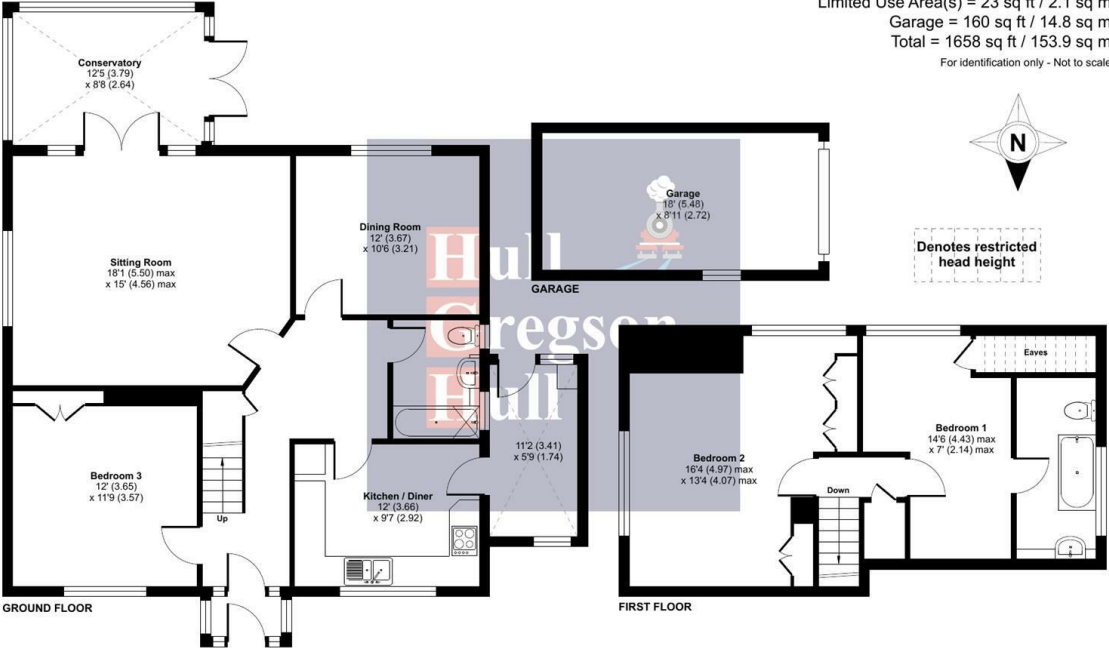 Limited Use Area(s) = 23 sq ft / 2.1 sq m
Garage = 160 sq ft / 14.8 sq m
Total = 1658 sq ft / 153.9 sq m
For identification only - Not to scale
N
Denotes restricted
head height
Conservatory
12'5 (3.79)
x 8'8 (2.64)
Sitting Room
18'1 (5.50) max
x 15' (4.56) max
Dining Room
12' (3.67)
x 10'6 (3.21)
Bedroom 3
12' (3.65)
x 11'9 (3.57)
Up
Kitchen / Diner
12' (3.66)
x 9'7 (2.92)
11'2 (3.41)
x 5'9 (1.74)
GROUND FLOOR
Garage
18' (5.48)
x 8'11 (2.72)
GARAGE
Hull
Gregson
Hull
Eaves
Bedroom 1
14'6 (4.43) max
x 7' (2.14) max
Bedroom 2
16'4 (4.97) max
x 13'4 (4.07) max
Down
FIRST FLOOR